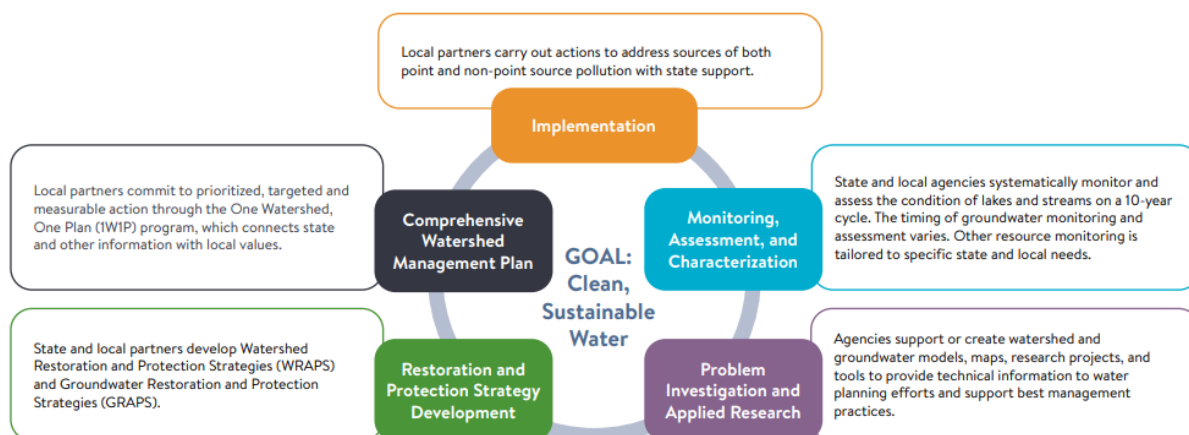 Local partners carry out actions to address sources of both
point and non-point source pollution with state support.
Implementation
Local partners commit to prioritized, targeted and
measurable action through the One Watershed,
One Plan (1W1P) program, which connects state
and other information with local values.
Comprehensive
Watershed
Management Plan
Monitoring,
Assessment, and
Characterization
State and local agencies systematically monitor and
assess the condition of lakes and streams on a 10-year
cycle. The timing of groundwater monitoring and
assessment varies. Other resource monitoring is
tailored to specific state and local needs.
GOAL:
Clean,
Sustainable
Water
State and local partners develop Watershed
Restoration and Protection Strategies (WRAPS)
and Groundwater Restoration and Protection
Strategies (GRAPS).
Restoration and
Protection Strategy
Development
Problem
Investigation and
Applied Research
Agencies support or create watershed and
groundwater models, maps, research projects, and
tools to provide technical information to water
planning efforts and support best management
practices.